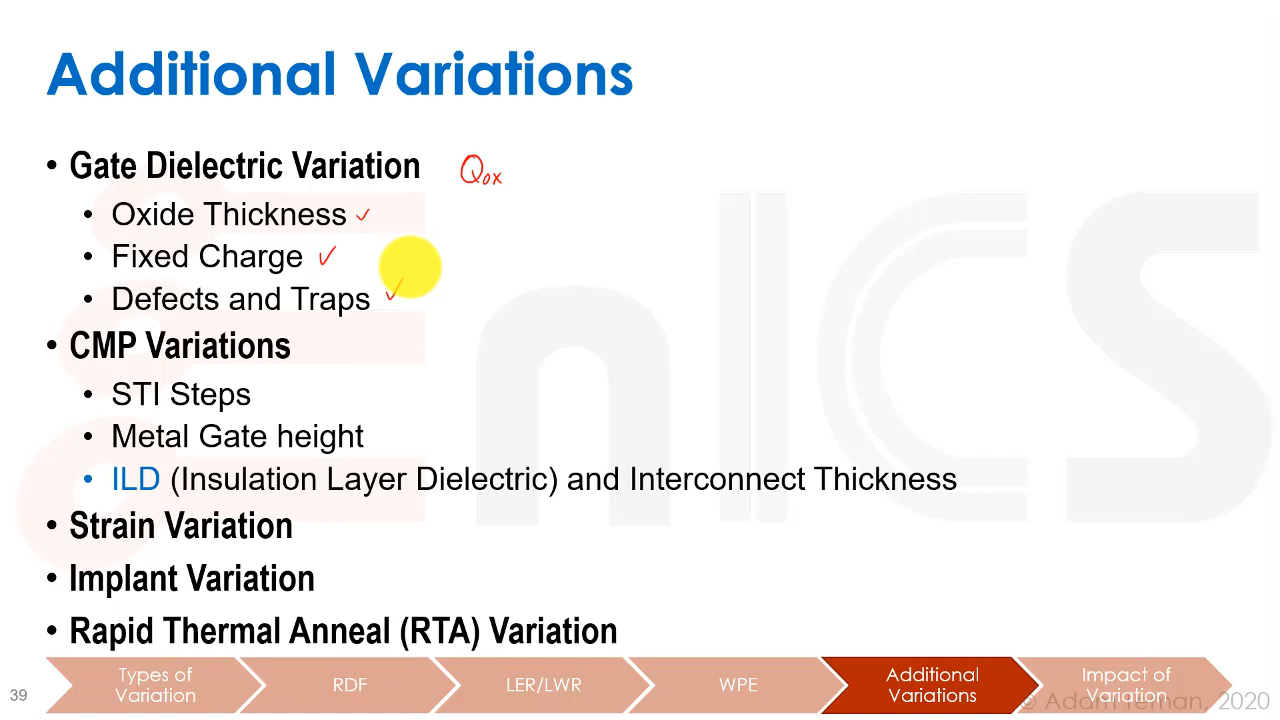 Additional Variations
• Gate Dielectric Variation Qox
• Oxide Thickness ✓
• Fixed Charge ✓
• Defects and Traps ✓
• CMP Variations
• STI Steps
• Metal Gate height
• ILD (Insulation Layer Dielectric) and Interconnect Thickness
• Strain Variation
• Implant Variation
• Rapid Thermal Anneal (RTA) Variation
39
Types of
Variation
RDF
LER/LWR
WPE
Additional
Variations
Impact of
Variation
© Adam Teman, 2020
EnICS